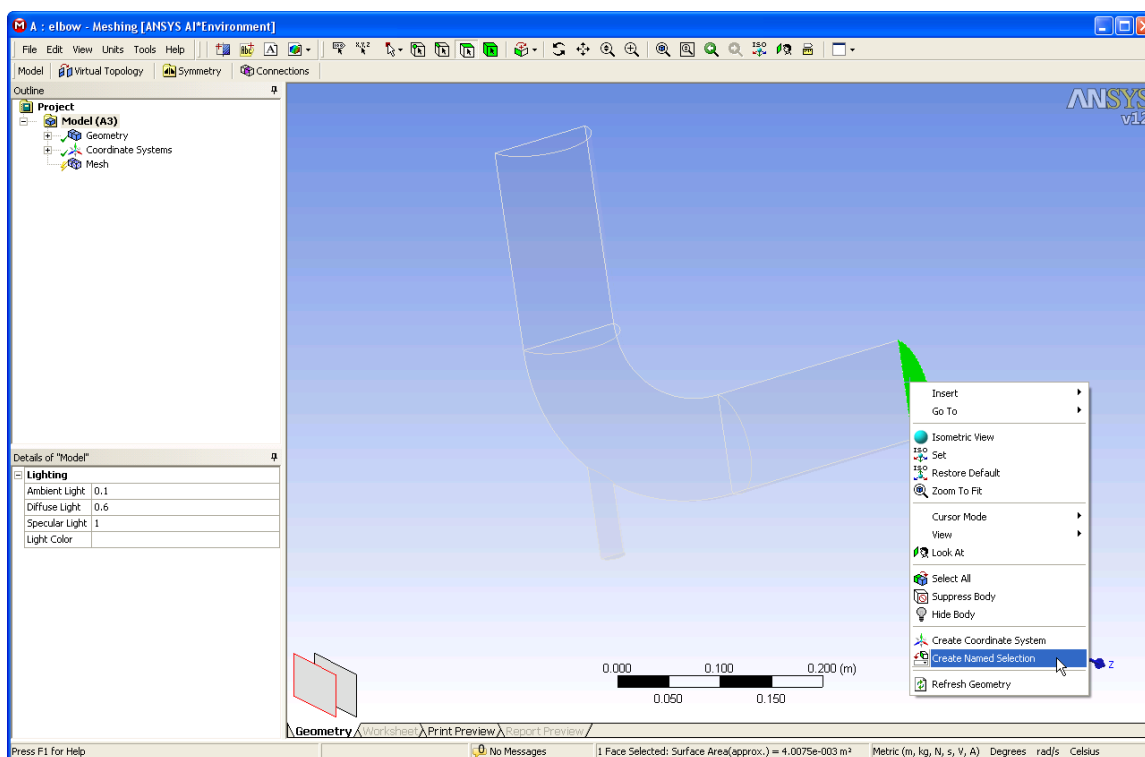 A : elbow - Meshing [ANSYS AI*Environment]
File Edit View Units Tools Help
Model Virtual Topology Symmetry Connections
Outline
Project
Model (A3)
Geometry
Coordinate Systems
Mesh
ANSYS
v12
Insert
Go To
Isometric View
ISO Set
ISO Restore Default
Zoom To Fit
Cursor Mode
View
Look At
Select All
Suppress Body
Hide Body
Create Coordinate System
Create Named Selection
Z
Refresh Geometry
Details of "Model"
Lighting
Ambient Light 0.1
Diffuse Light 0.6
Specular Light 1
Light Color
0.000 0.100 0.200 (m)
0.050 0.150
Geometry Worksheet Print Preview Report Preview
Press F1 for Help 0 No Messages 1 Face Selected: Surface Area(approx.) = 4.0075e-003 m² Metric (m, kg, N, s, V, A) Degrees rad/s Celsius